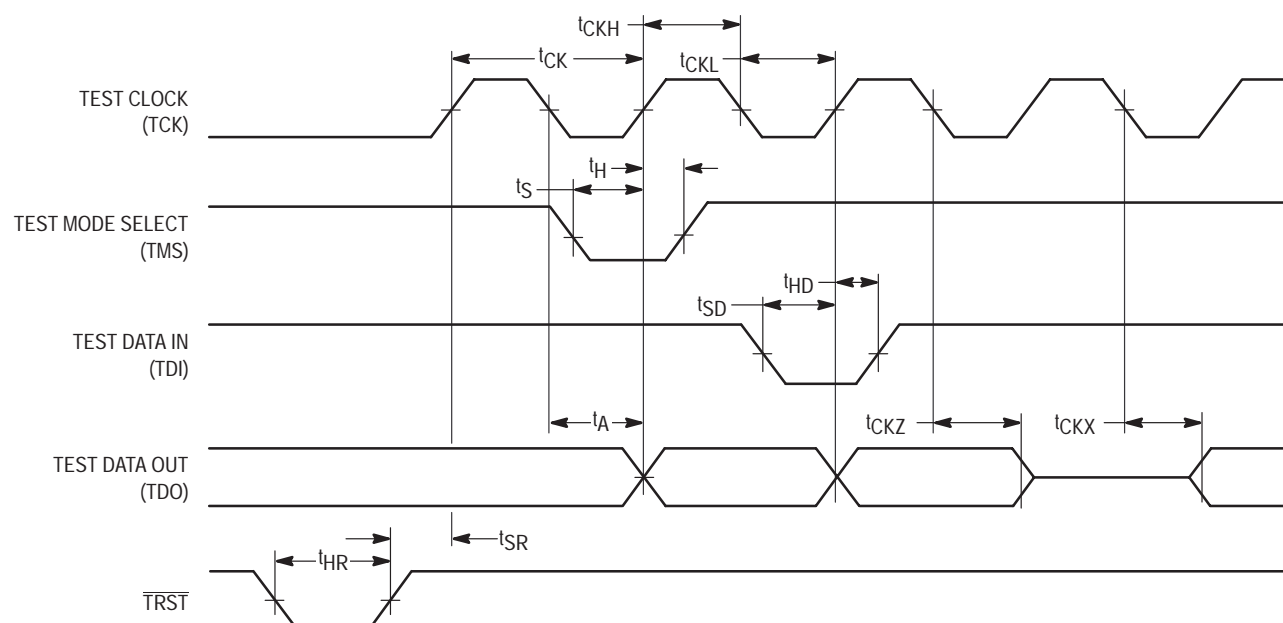 tCKH
tCK
tCKL
TEST CLOCK
(TCK)
tH
tS
TEST MODE SELECT
(TMS)
tHD
tSD
TEST DATA IN
(TDI)
tA
tCKZ
tCKX
TEST DATA OUT
(TDO)
tSR
tHR
TRST